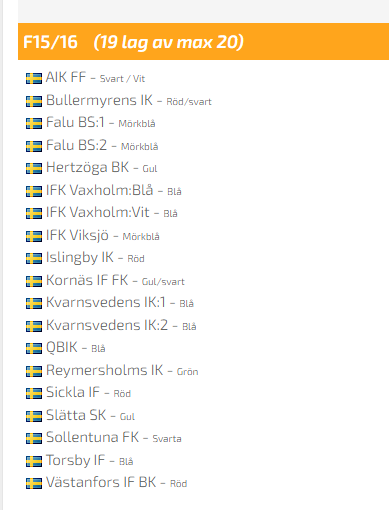 F15/16 (19 lag av max 20)
AIK FF - Svart / Vit
Bullermyrens IK - Röd/svart
Falu BS:1 - Mörkblå
Falu BS:2 - Mörkblå
Hertzöga BK - Gul
IFK Vaxholm:Blå - Blå
IFK Vaxholm:Vit - Blå
IFK Viksjö - Mörkblå
Islingby IK - Röd
Kornäs IF FK - Gul/svart
Kvarnsvedens IK:1 - Blå
Kvarnsvedens IK:2 - Blå
QBIK - Blå
Reymersholms IK - Grön
Sickla IF - Röd
Slätta SK - Gul
Sollentuna FK - Svarta
Torsby IF - Blå
Västanfors IF BK - Röd